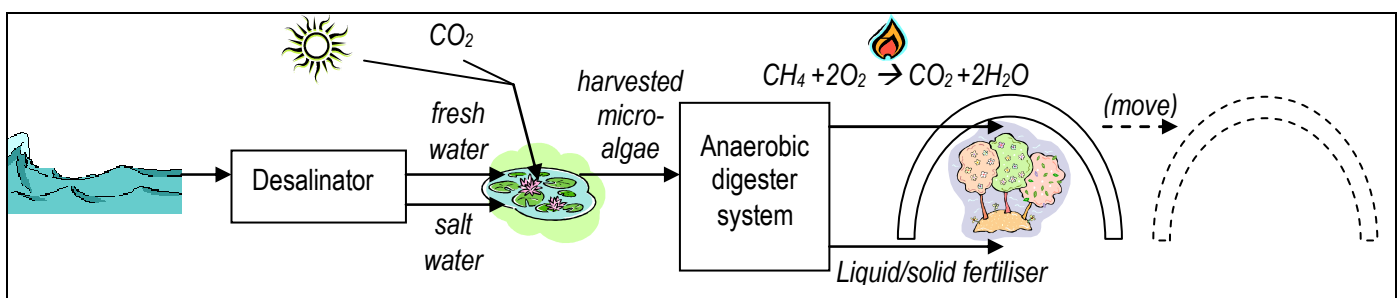 CO2
fresh
water
salt
water
Desalinator
harvested
micro-
algae
Anaerobic
digester
system
CH4 +2O2 → CO2 +2H2O
Liquid/solid fertiliser
(move)